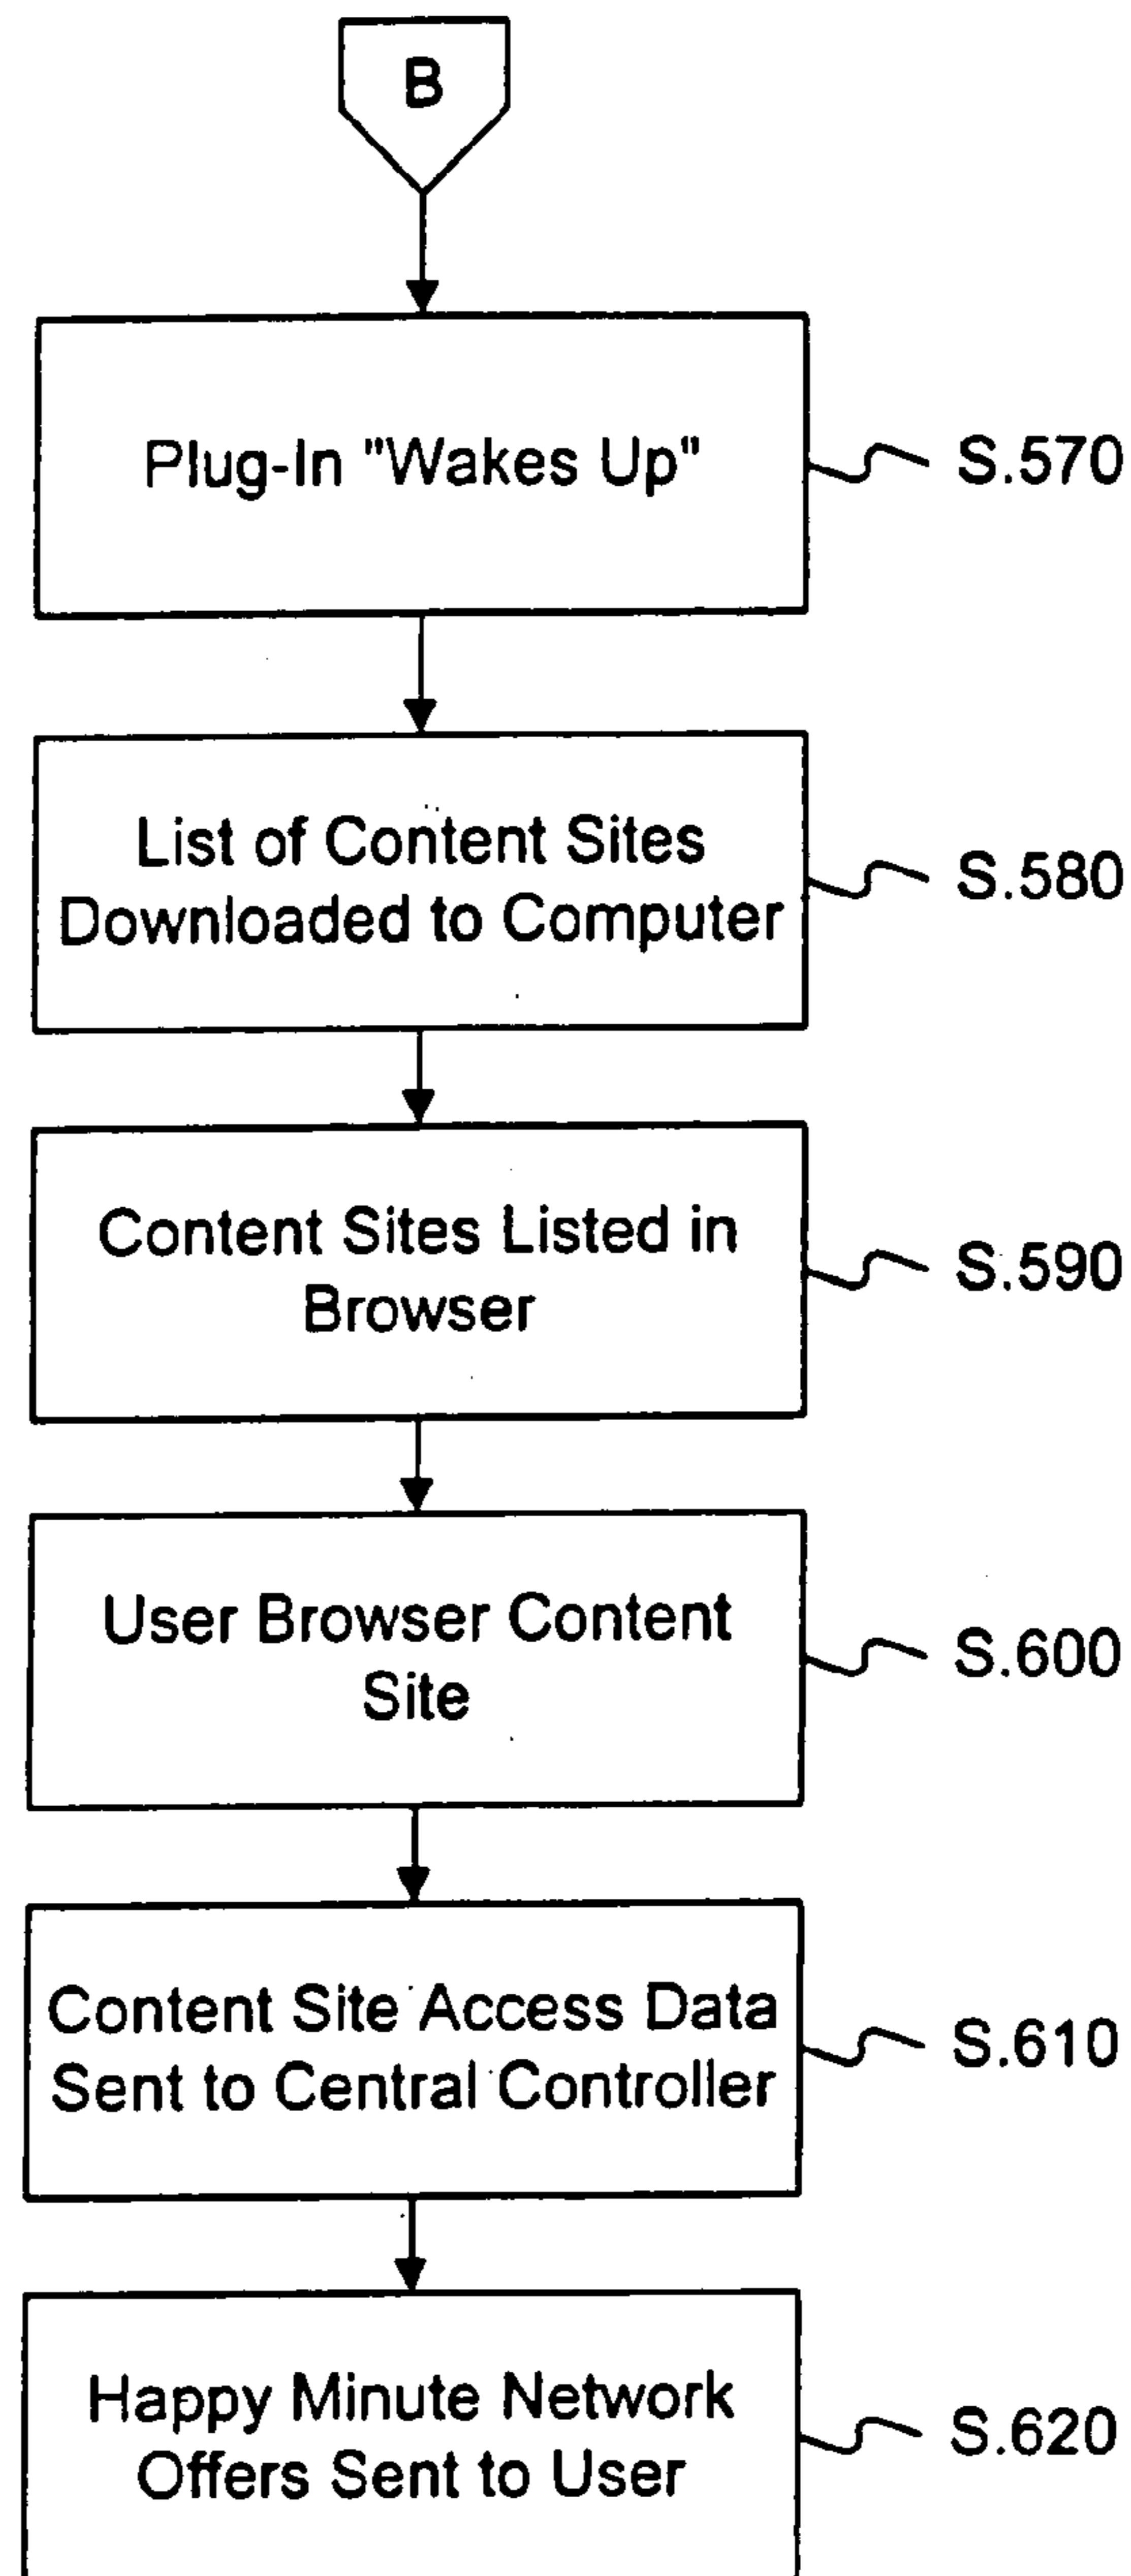 B
Plug-In "Wakes Up"
S.570
List of Content Sites
Downloaded to Computer
S.580
Content Sites Listed in
Browser
S.590
User Browser Content
Site
S.600
Content Site Access Data
Sent to Central Controller
S.610
Happy Minute Network
Offers Sent to User
S.620